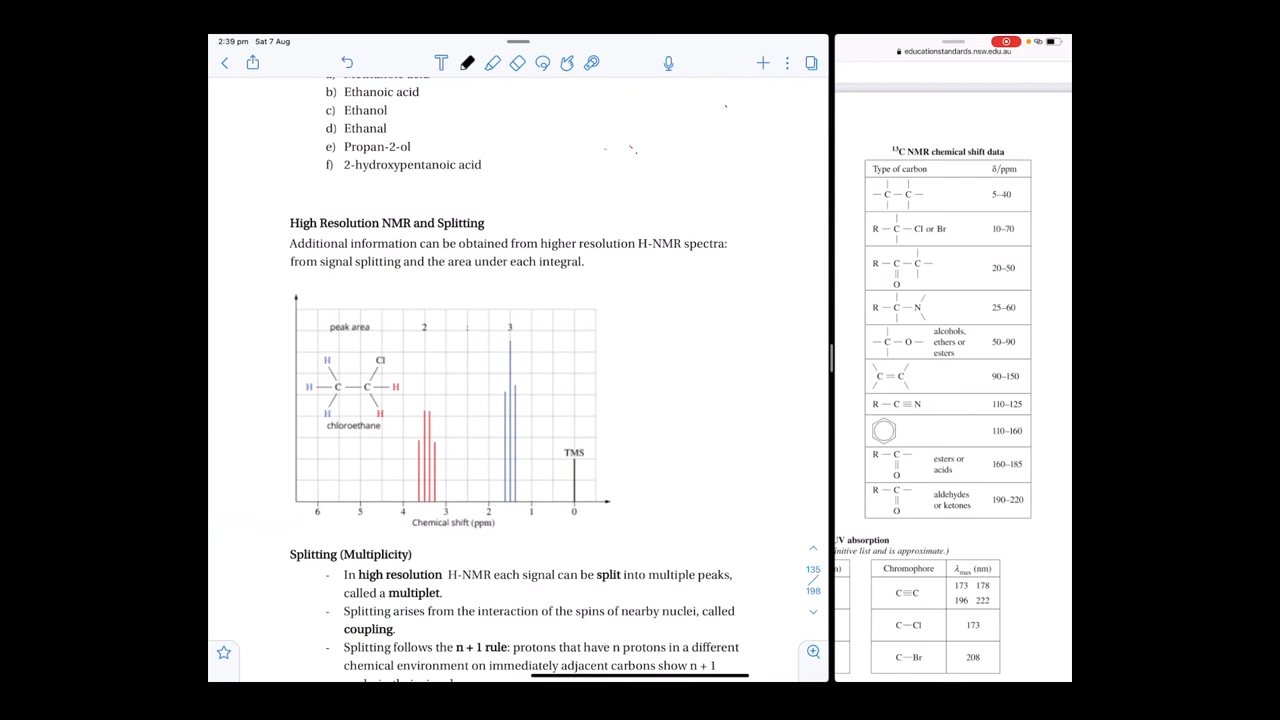 2:39 pm Sat 7 Aug
educationstandards.nsw.edu.au
b) Ethanoic acid
c) Ethanol
d) Ethanal
e) Propan-2-ol
f) 2-hydroxypentanoic acid
High Resolution NMR and Splitting
Additional information can be obtained from higher resolution H-NMR spectra:
from signal splitting and the area under each integral.
peak area 2 : 3
H Cl
H C C H
H H
chloroethane
TMS
6 5 4 3 2 1 0
Chemical shift (ppm)
Splitting (Multiplicity)
- In high resolution H-NMR each signal can be split into multiple peaks,
called a multiplet.
- Splitting arises from the interaction of the spins of nearby nuclei, called
coupling.
- Splitting follows the n + 1 rule: protons that have n protons in a different
chemical environment on immediately adjacent carbons show n + 1
135
198
¹³C NMR chemical shift data
Type of carbon δ/ppm
— C — C — 5–40
R — C — Cl or Br 10–70
R — C — C — 20–50
O
R — C — N 25–60
— C — O — alcohols, ethers or esters 50–90
C = C 90–150
R — C ≡ N 110–125
110–160
R — C — esters or acids 160–185
O
R — C — aldehydes or ketones 190–220
O
UV absorption
initive list and is approximate.)
n) Chromophore λmax (nm)
C≡C 173 178
196 222
C—Cl 173
C—Br 208